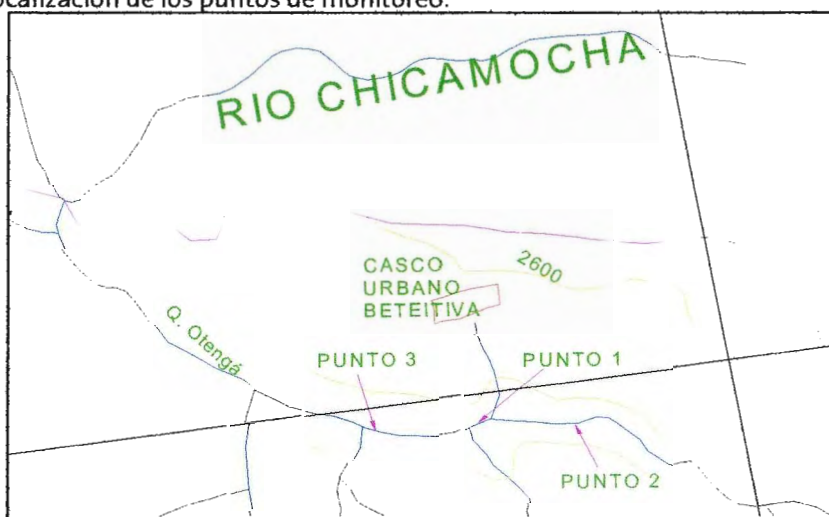 ocalización de los puntos de monitoreo.
RIO CHICAMOCHA
2600
CASCO
URBANO
BETEITIVA
Q. Otengá
PUNTO 3
PUNTO 1
PUNTO 2